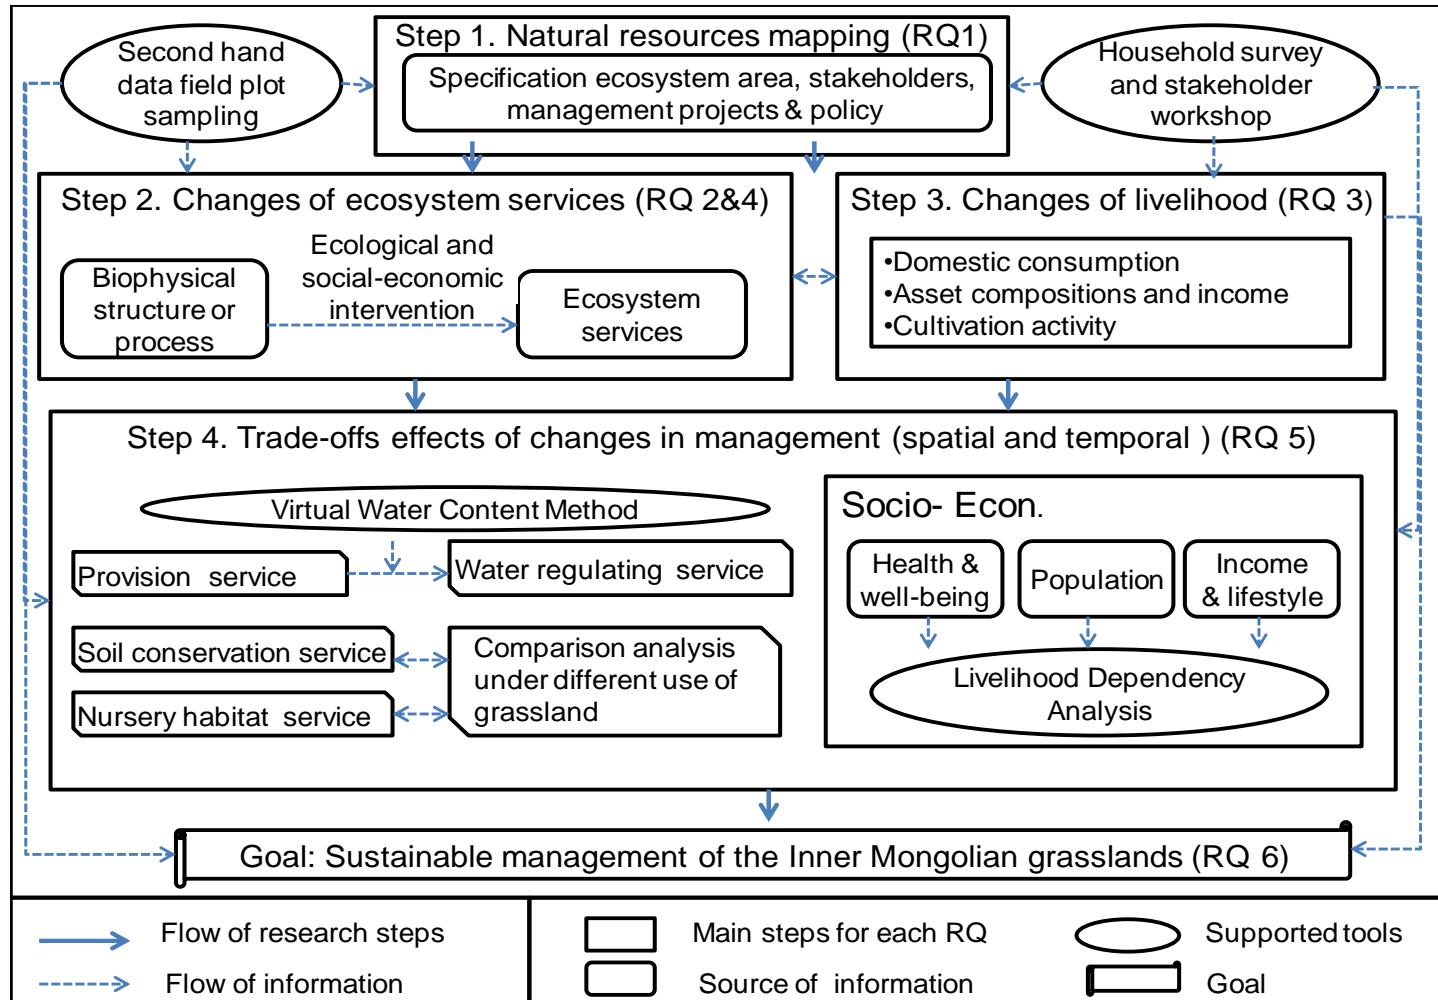 Second hand
data field plot
sampling
Step 1. Natural resources mapping (RQ1)
Specification ecosystem area, stakeholders,
management projects & policy
Household survey
and stakeholder
workshop
Step 2. Changes of ecosystem services (RQ 2&4)
Biophysical
structure or
process
Ecological and
social-economic
intervention
Ecosystem
services
Step 3. Changes of livelihood (RQ 3)
•Domestic consumption
•Asset compositions and income
•Cultivation activity
Step 4. Trade-offs effects of changes in management (spatial and temporal ) (RQ 5)
Virtual Water Content Method
Provision service
Water regulating service
Soil conservation service
Nursery habitat service
Comparison analysis
under different use of
grassland
Socio- Econ.
Health &
well-being
Population
Income
& lifestyle
Livelihood Dependency
Analysis
Goal: Sustainable management of the Inner Mongolian grasslands (RQ 6)
Flow of research steps
Flow of information
Main steps for each RQ
Source of information
Supported tools
Goal